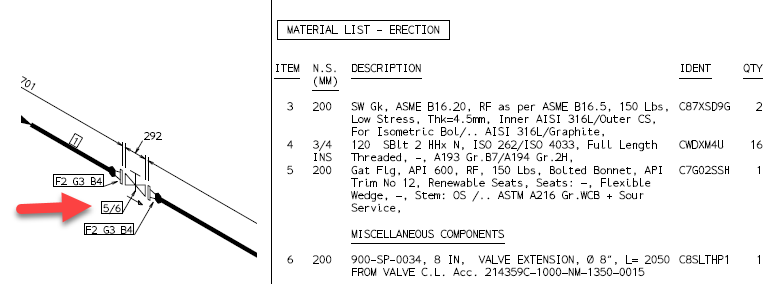 701
1
292
F2 G3 B4
5/6
F2 G3 B4
MATERIAL LIST - ERECTION
ITEM N.S. (MM) DESCRIPTION IDENT QTY
3 200 SW Gk, ASME B16.20, RF as per ASME B16.5, 150 Lbs, C87XSD9G 2
Low Stress, Thk=4.5mm, Inner AISI 316L/Outer CS,
For Isometric Bol/.. AISI 316L/Graphite,
4 3/4 120 SBlt 2 HHx N, ISO 262/ISO 4033, Full Length CWDXM4U 16
INS Threaded, -, A193 Gr.B7/A194 Gr.2H,
5 200 Gat Flg, API 600, RF, 150 Lbs, Bolted Bonnet, API C7G02SSH 1
Trim No 12, Renewable Seats, Seats: -, Flexible
Wedge, -, Stem: OS /.. ASTM A216 Gr.WCB + Sour
Service,
MISCELLANEOUS COMPONENTS
6 200 900-SP-0034, 8 IN, VALVE EXTENSION, Ø 8", L= 2050 C8SLTHP1 1
FROM VALVE C.L. Acc. 214359C-1000-NM-1350-0015